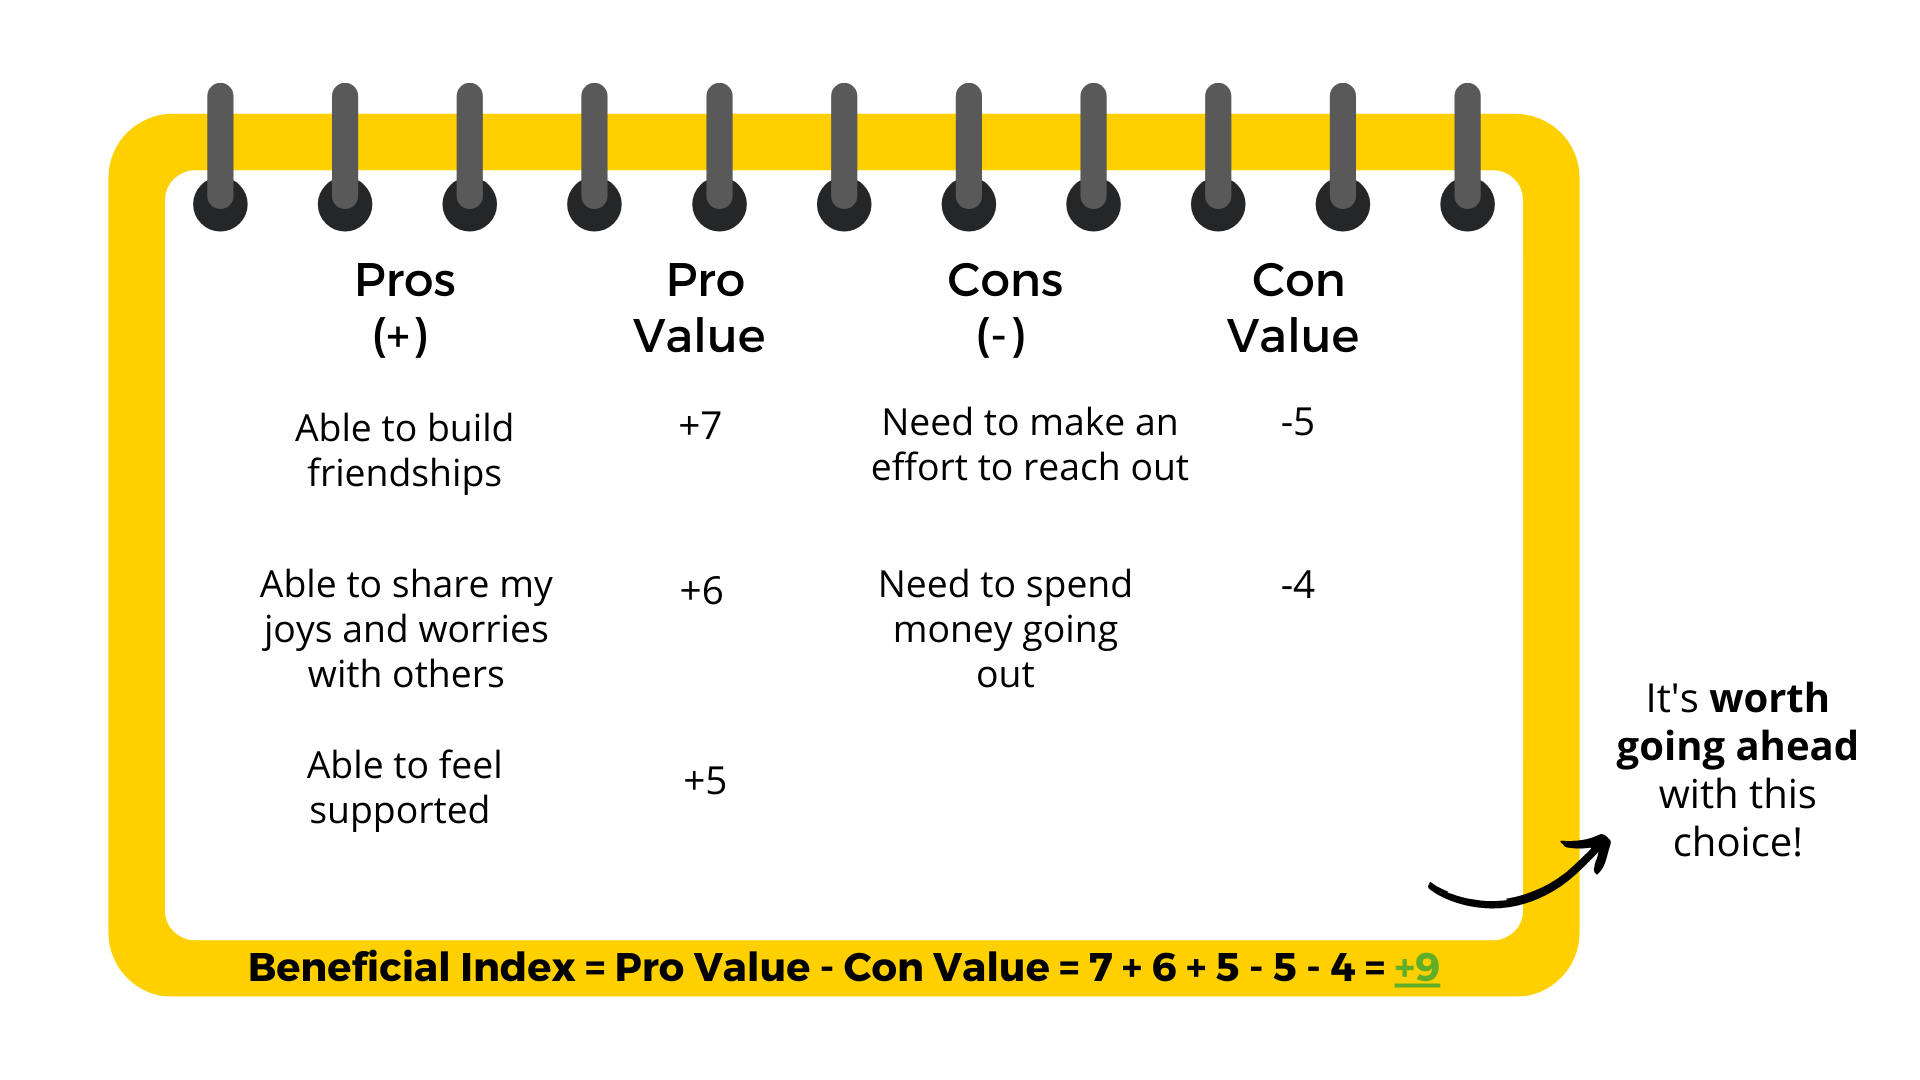 Pros
(+)
Pro
Value
Cons
(-)
Con
Value
Able to build
friendships
+7
Need to make an
effort to reach out
-5
Able to share my
joys and worries
with others
+6
Need to spend
money going
out
-4
Able to feel
supported
+5
It's worth
going ahead
with this
choice!
Beneficial Index = Pro Value - Con Value = 7 + 6 + 5 - 5 - 4 = +9